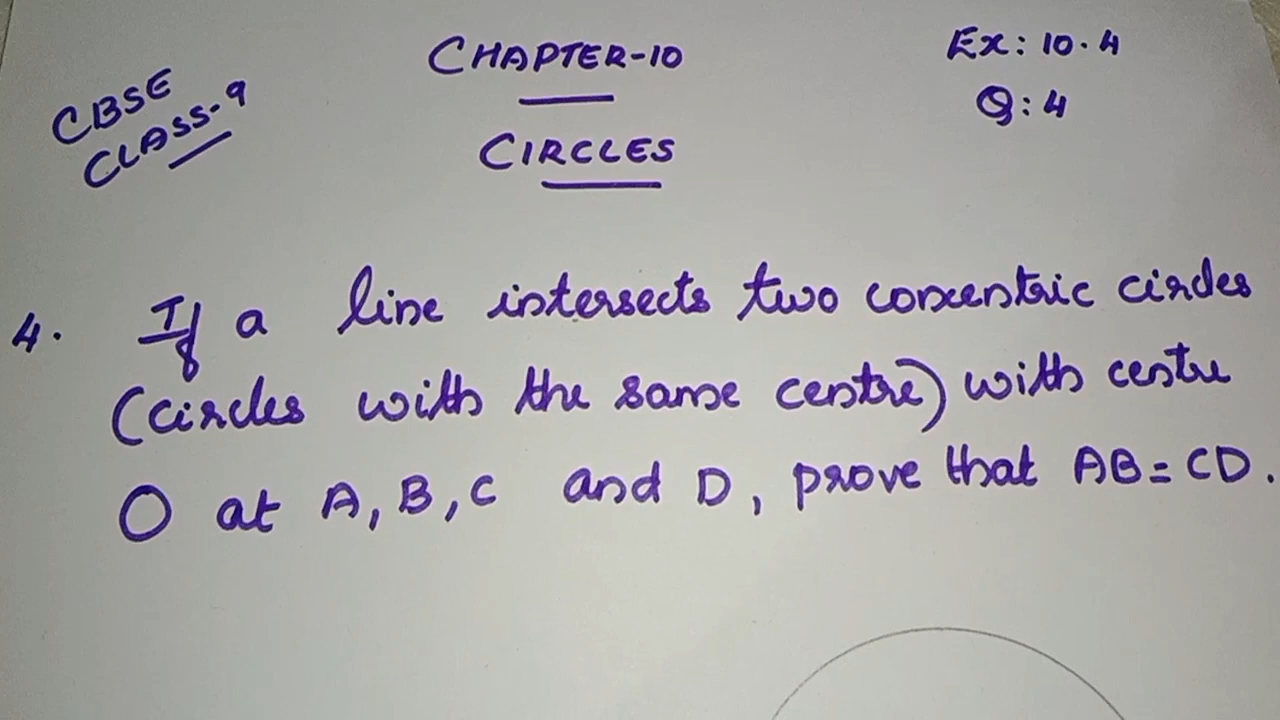 CBSE
CLASS-9
CHAPTER-10
CIRCLES
Ex: 10.4
Q: 4
4. If a line intersects two concentric circles
(circles with the same centre) with centre
O at A, B, C and D, prove that AB = CD.